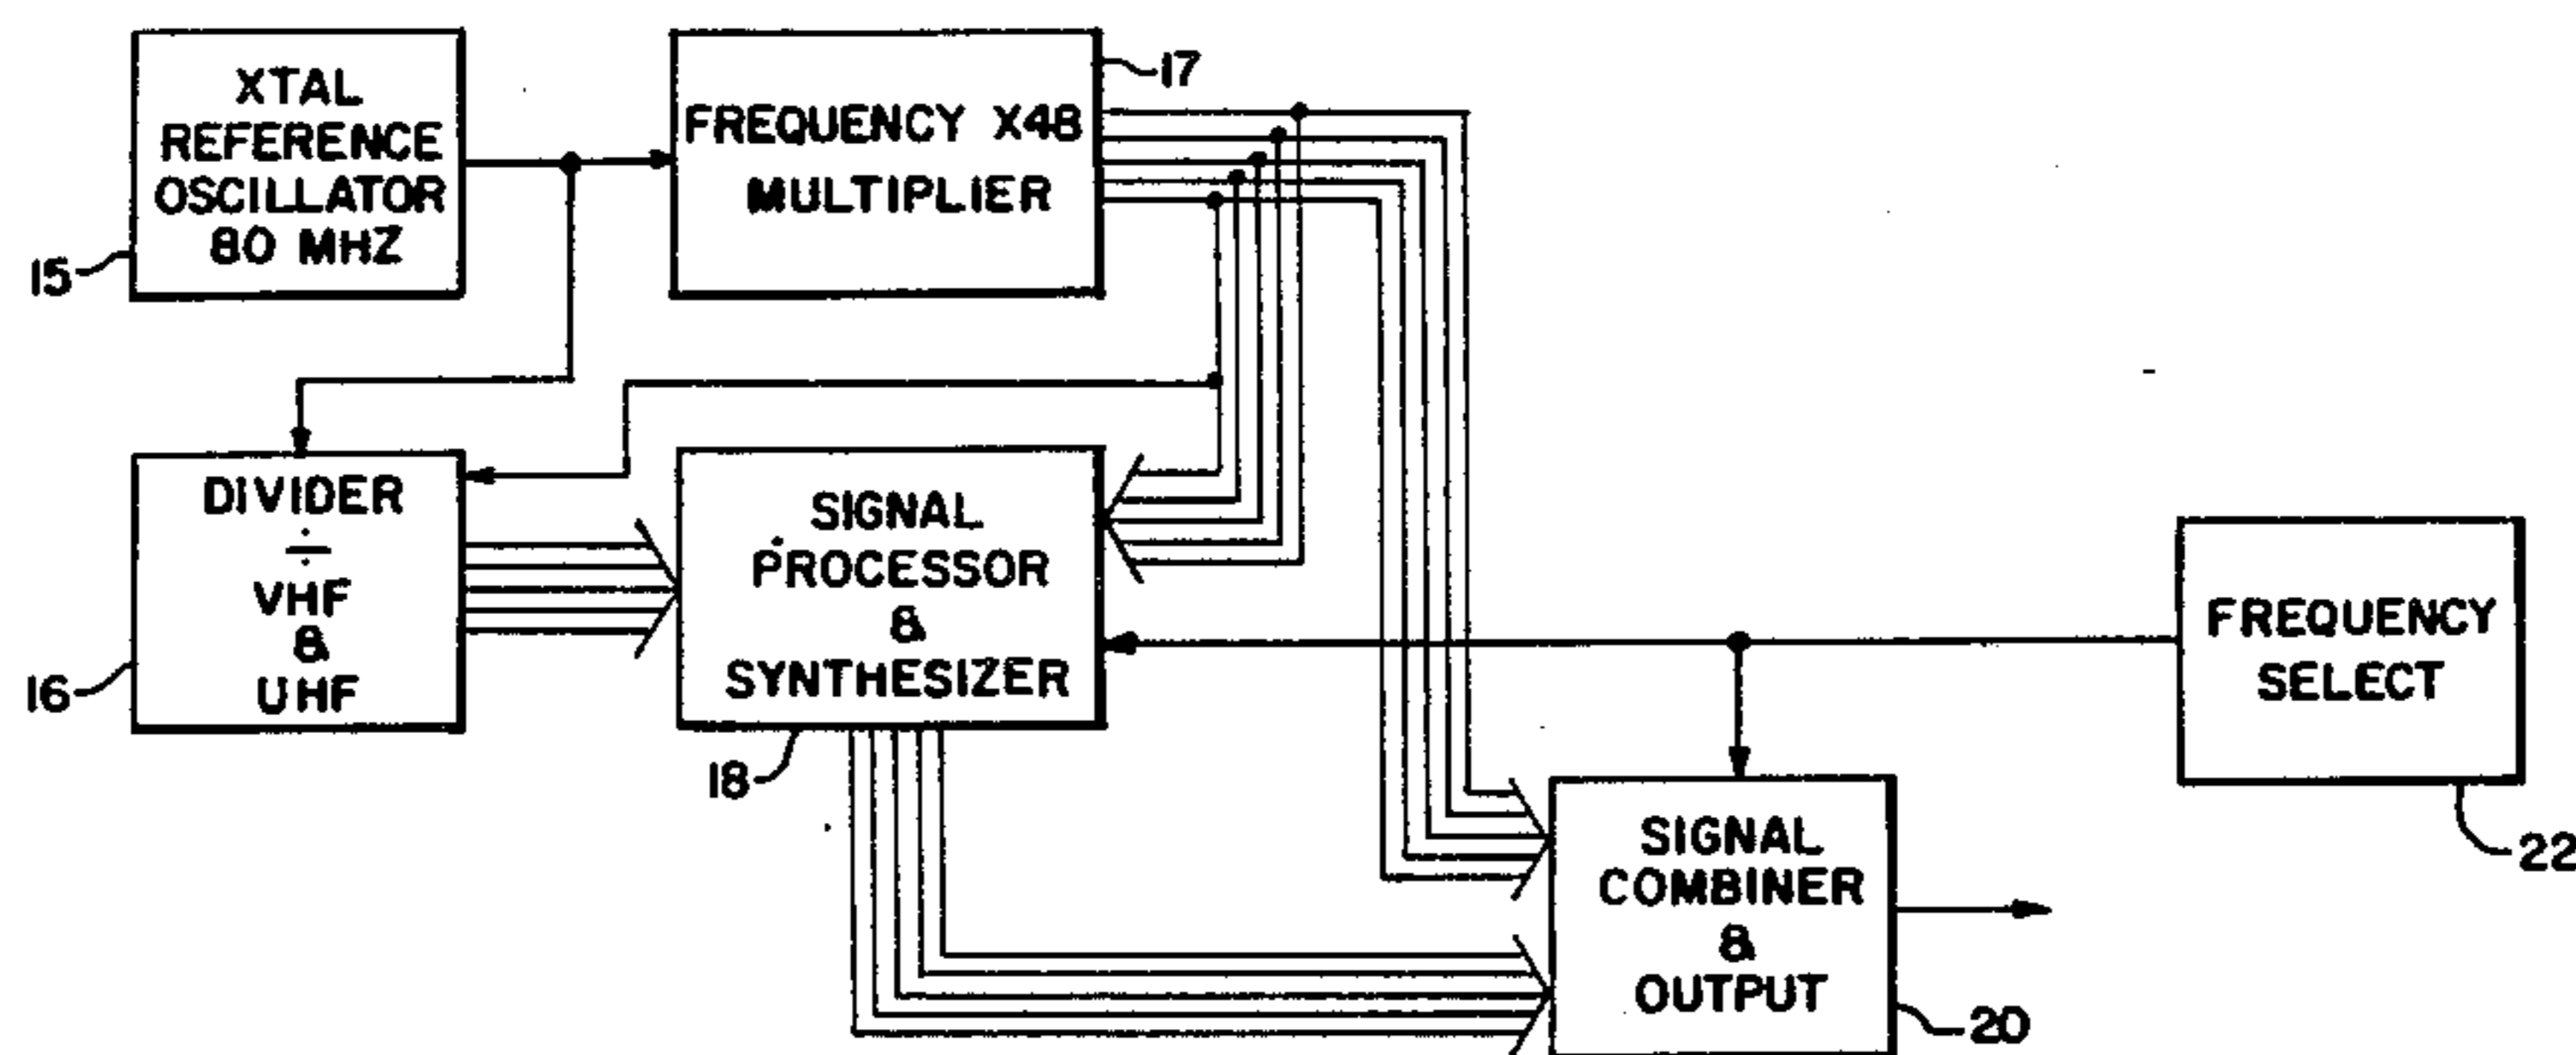 XTAL
REFERENCE
OSCILLATOR
80 MHZ
15
FREQUENCY X48
MULTIPLIER
17
DIVIDER
÷
VHF
&
UHF
16
SIGNAL
PROCESSOR
&
SYNTHESIZER
18
FREQUENCY
SELECT
22
SIGNAL
COMBINER
&
OUTPUT
20